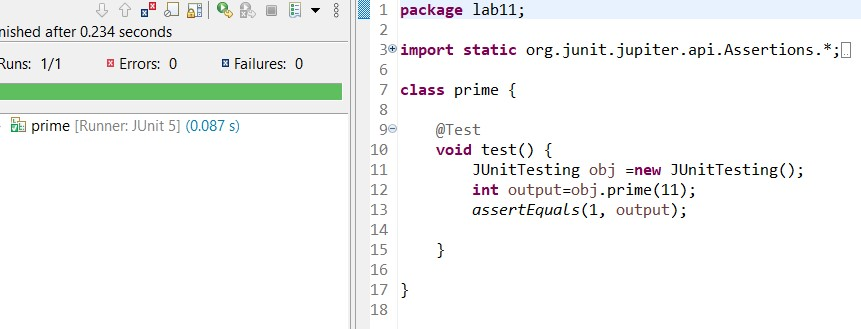 nished after 0.234 seconds
Runs: 1/1 Errors: 0 Failures: 0
prime [Runner: JUnit 5] (0.087 s)
1 package lab11;
2
3 import static org.junit.jupiter.api.Assertions.*;
6
7 class prime {
8
9 @Test
10 void test() {
11 JUnitTesting obj =new JUnitTesting();
12 int output=obj.prime(11);
13 assertEquals(1, output);
14
15 }
16
17 }
18